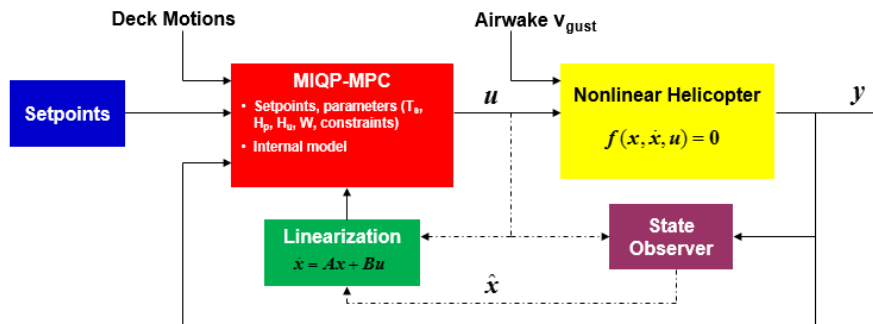 Deck Motions
Airwake V_gust
Setpoints
MIQP-MPC
• Setpoints, parameters (T_s,
H_p, H_u, W, constraints)
• Internal model
u
Nonlinear Helicopter
f(x, ẋ, u) = 0
y
Linearization
ẋ = Ax + Bu
State
Observer
x̂